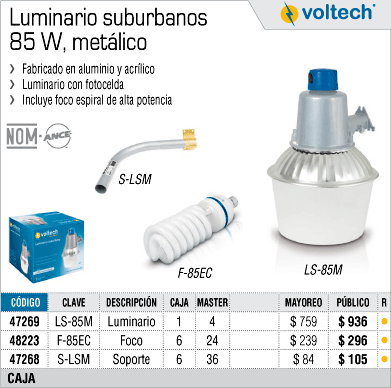 Luminario suburbanos
85 W, metálico
voltech®
Fabricado en aluminio y acrílico
Luminario con fotocelda
Incluye foco espiral de alta potencia
NOM-ANCE
S-LSM
voltech
F-85EC
LS-85M
CÓDIGO CLAVE DESCRIPCIÓN CAJA MASTER MAYOREO PÚBLICO R
47269 LS-85M Luminario 1 4 $ 759 $ 936
48223 F-85EC Foco 6 24 $ 239 $ 296
47268 S-LSM Soporte 6 36 $ 84 $ 105
CAJA